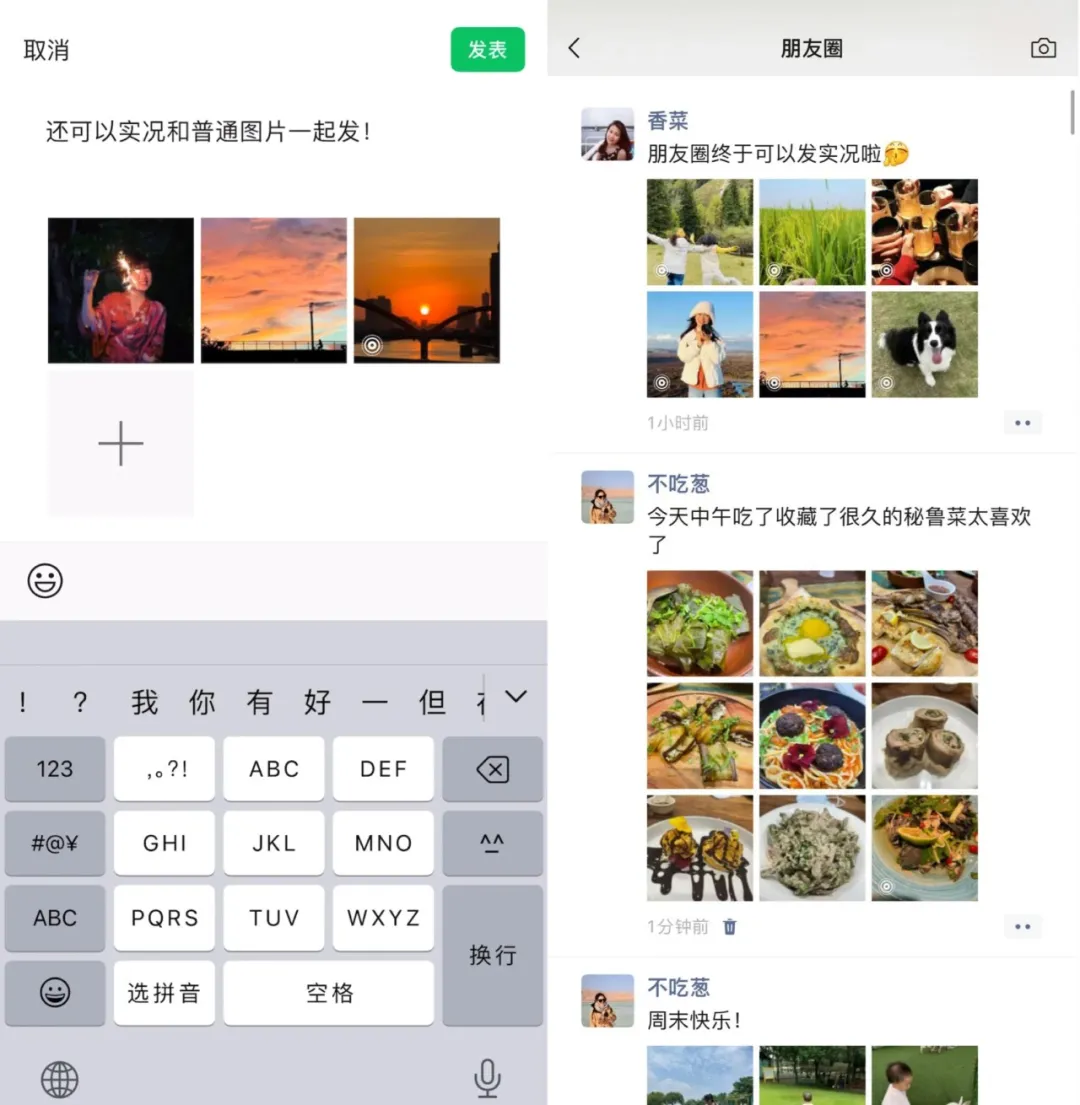 取消
发表
还可以实况和普通图片一起发！
！ ？ 我 你 有 好 一 但
123 ,。?! ABC DEF
#@¥ GHI JKL MNO ^^
ABC PQRS TUV WXYZ
换行
选拼音 空格
朋友圈
香菜
朋友圈终于可以发实况啦
1小时前
不吃葱
今天中午吃了收藏了很久的秘鲁菜太喜欢
了
1分钟前
不吃葱
周末快乐！